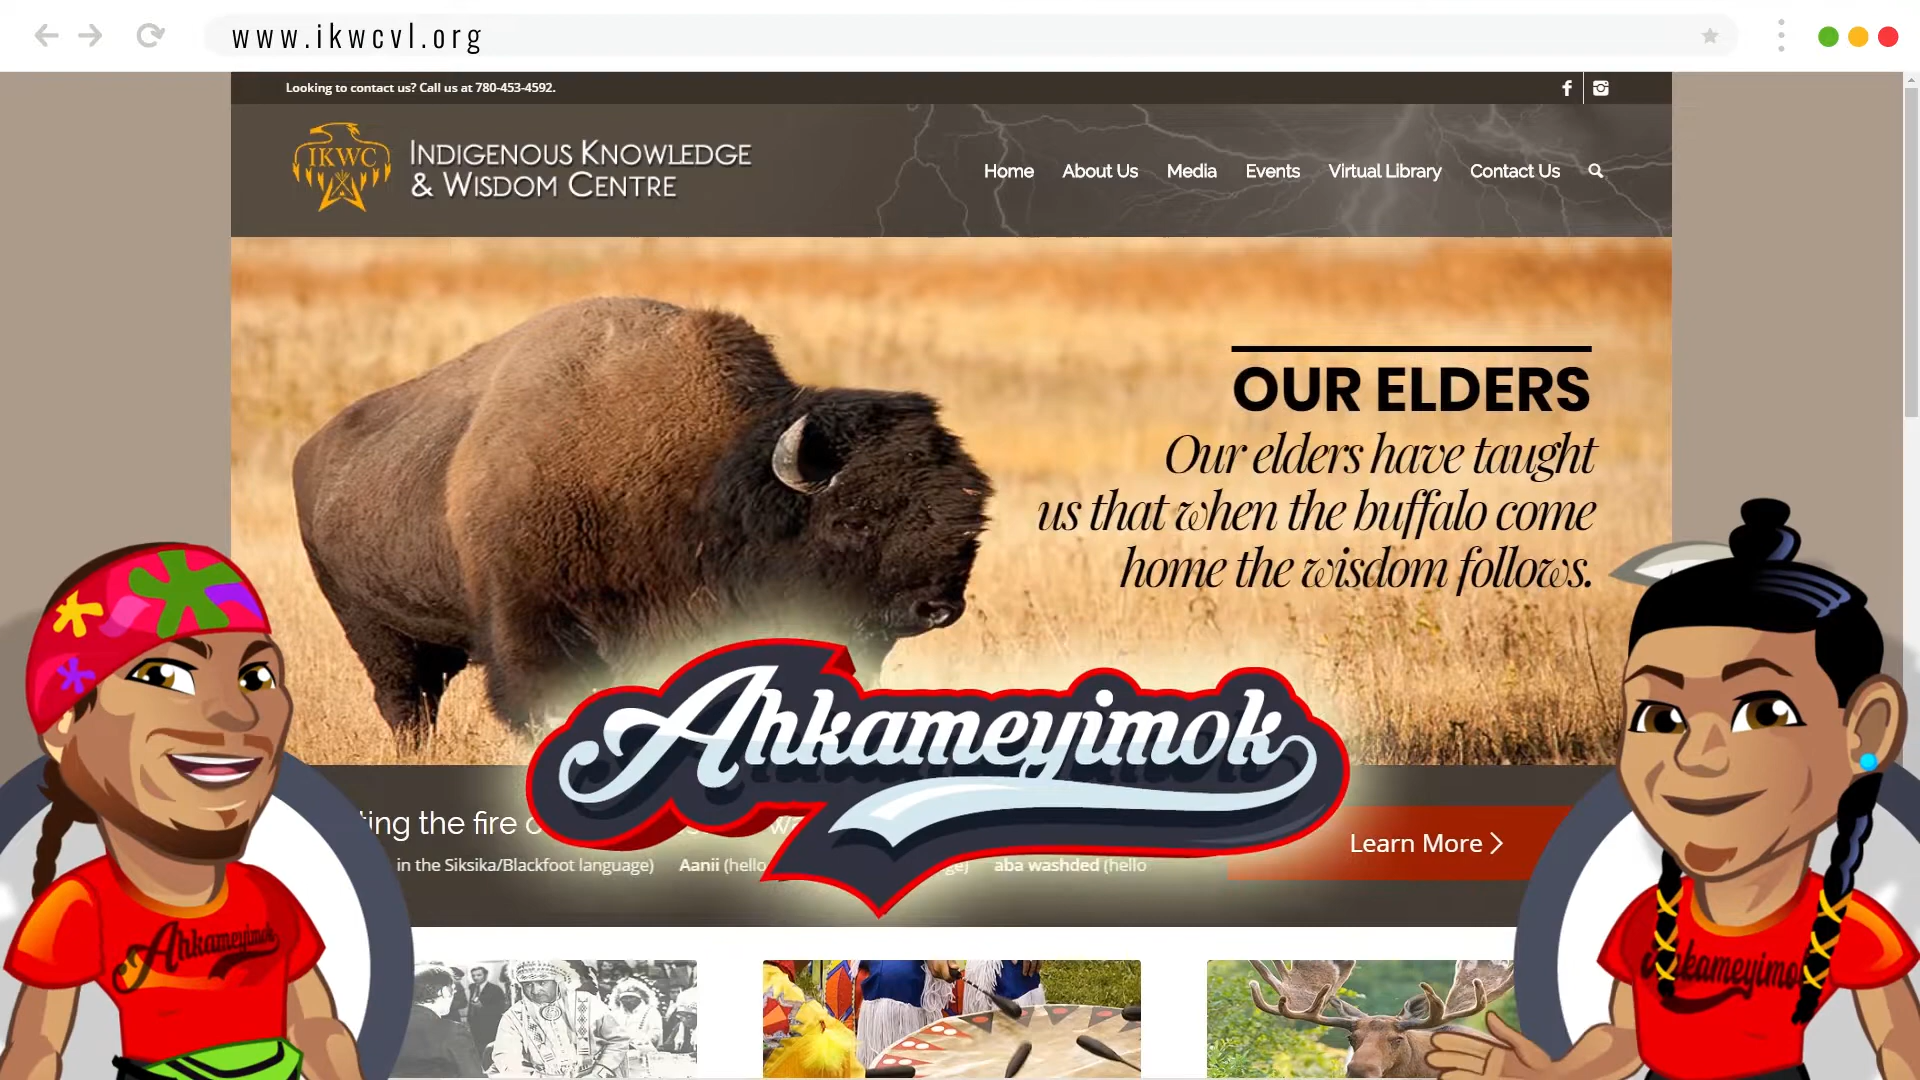 www.ikwcvl.org
Looking to contact us? Call us at 780-453-4592.
IKWC
INDIGENOUS KNOWLEDGE
& WISDOM CENTRE
Home About Us Media Events Virtual Library Contact Us
OUR ELDERS
Our elders have taught
us that when the buffalo come
home the wisdom follows.
Ahkameyimok
ting the fire
Learn More
in the Siksika/Blackfoot language) Aanii (hello ge) aba washded (hello
Ahkameyimok
Ahkameyimok